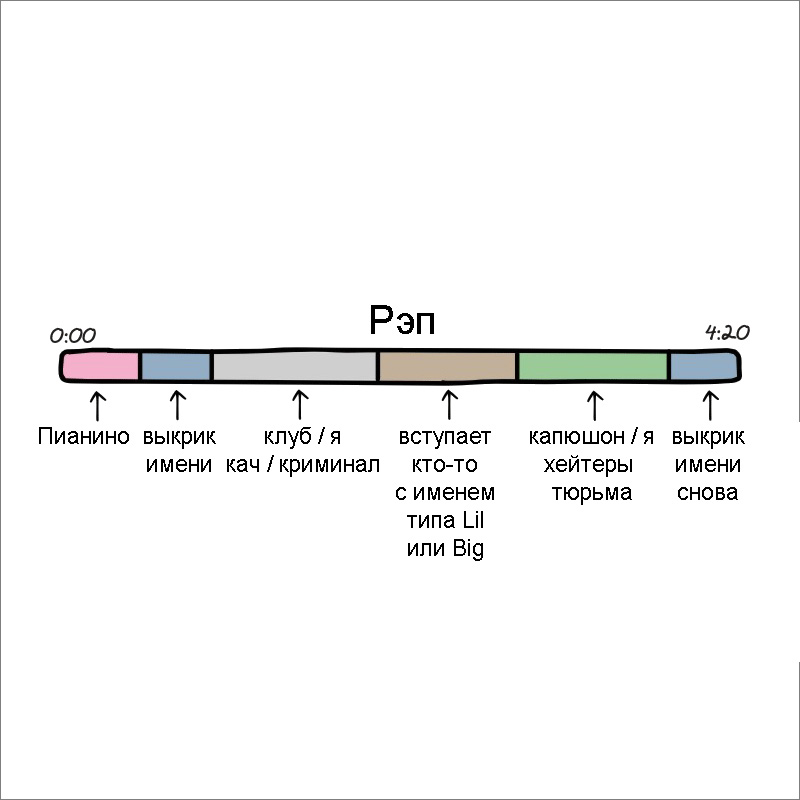 Рэп
0:00
4:20
Пианино
выкрик
имени
клуб / я
кач / криминал
вступает
кто-то
с именем
типа Lil
или Big
капюшон / я
хейтеры
тюрьма
выкрик
имени
снова